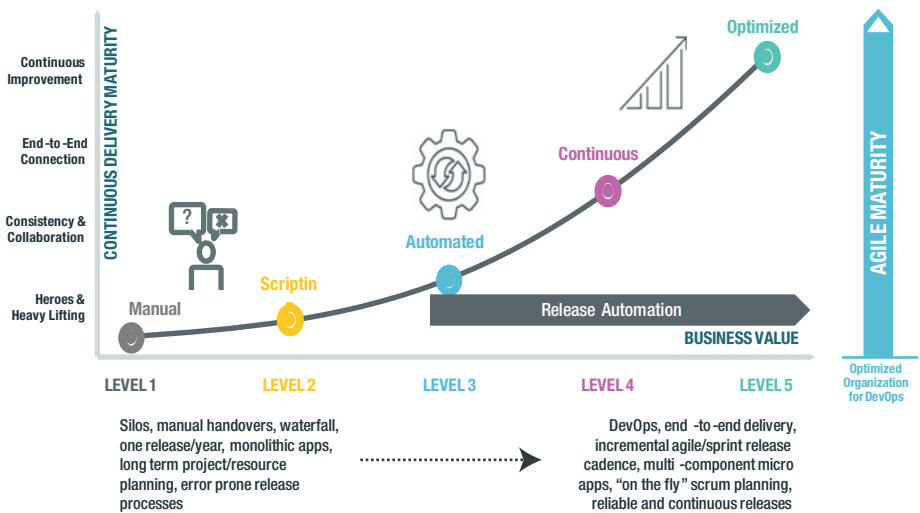 CONTINUOUS DELIVERY MATURITY
Continuous
Improvement
End -to-End
Connection
Consistency &
Collaboration
Heroes &
Heavy Lifting
?
Manual
Scriptin
Automated
Continuous
Optimized
Release Automation
BUSINESS VALUE
LEVEL 1
LEVEL 2
LEVEL 3
LEVEL 4
LEVEL 5
Silos, manual handovers, waterfall,
one release/year, monolithic apps,
long term project/resource
planning, error prone release
processes
DevOps, end -to-end delivery,
incremental agile/sprint release
cadence, multi -component micro
apps, “on the fly” scrum planning,
reliable and continuous releases
AGILE MATURITY
Optimized
Organization
for DevOps